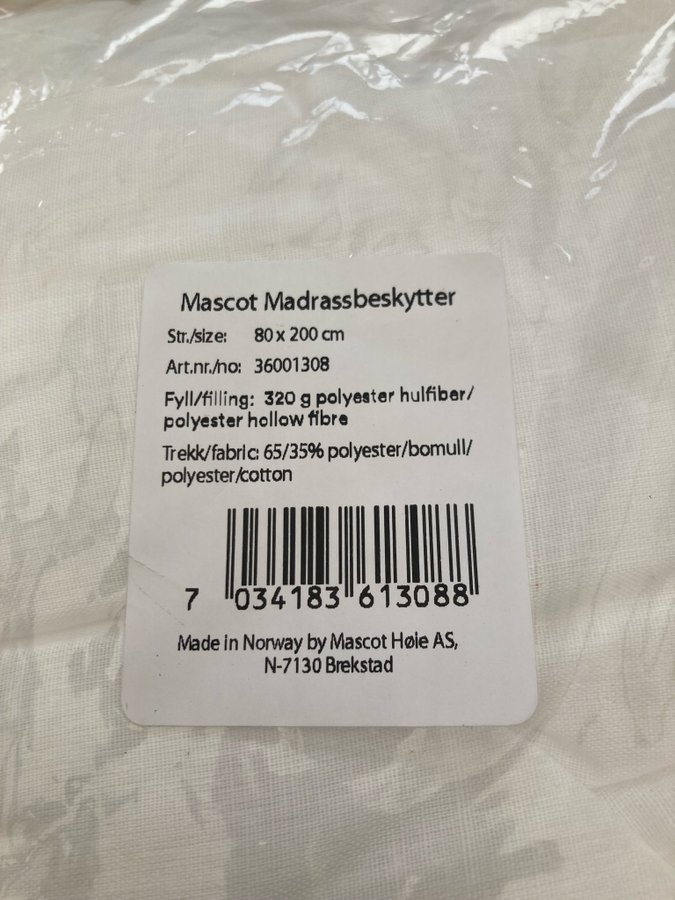 Mascot Madrassbeskytter
Str./size: 80 x 200 cm
Art.nr./no: 36001308
Fyll/filling: 320 g polyester hulfiber/
polyester hollow fibre
Trekk/fabric: 65/35% polyester/bomull/
polyester/cotton
7 034183 613088
Made in Norway by Mascot Høie AS,
N-7130 Brekstad